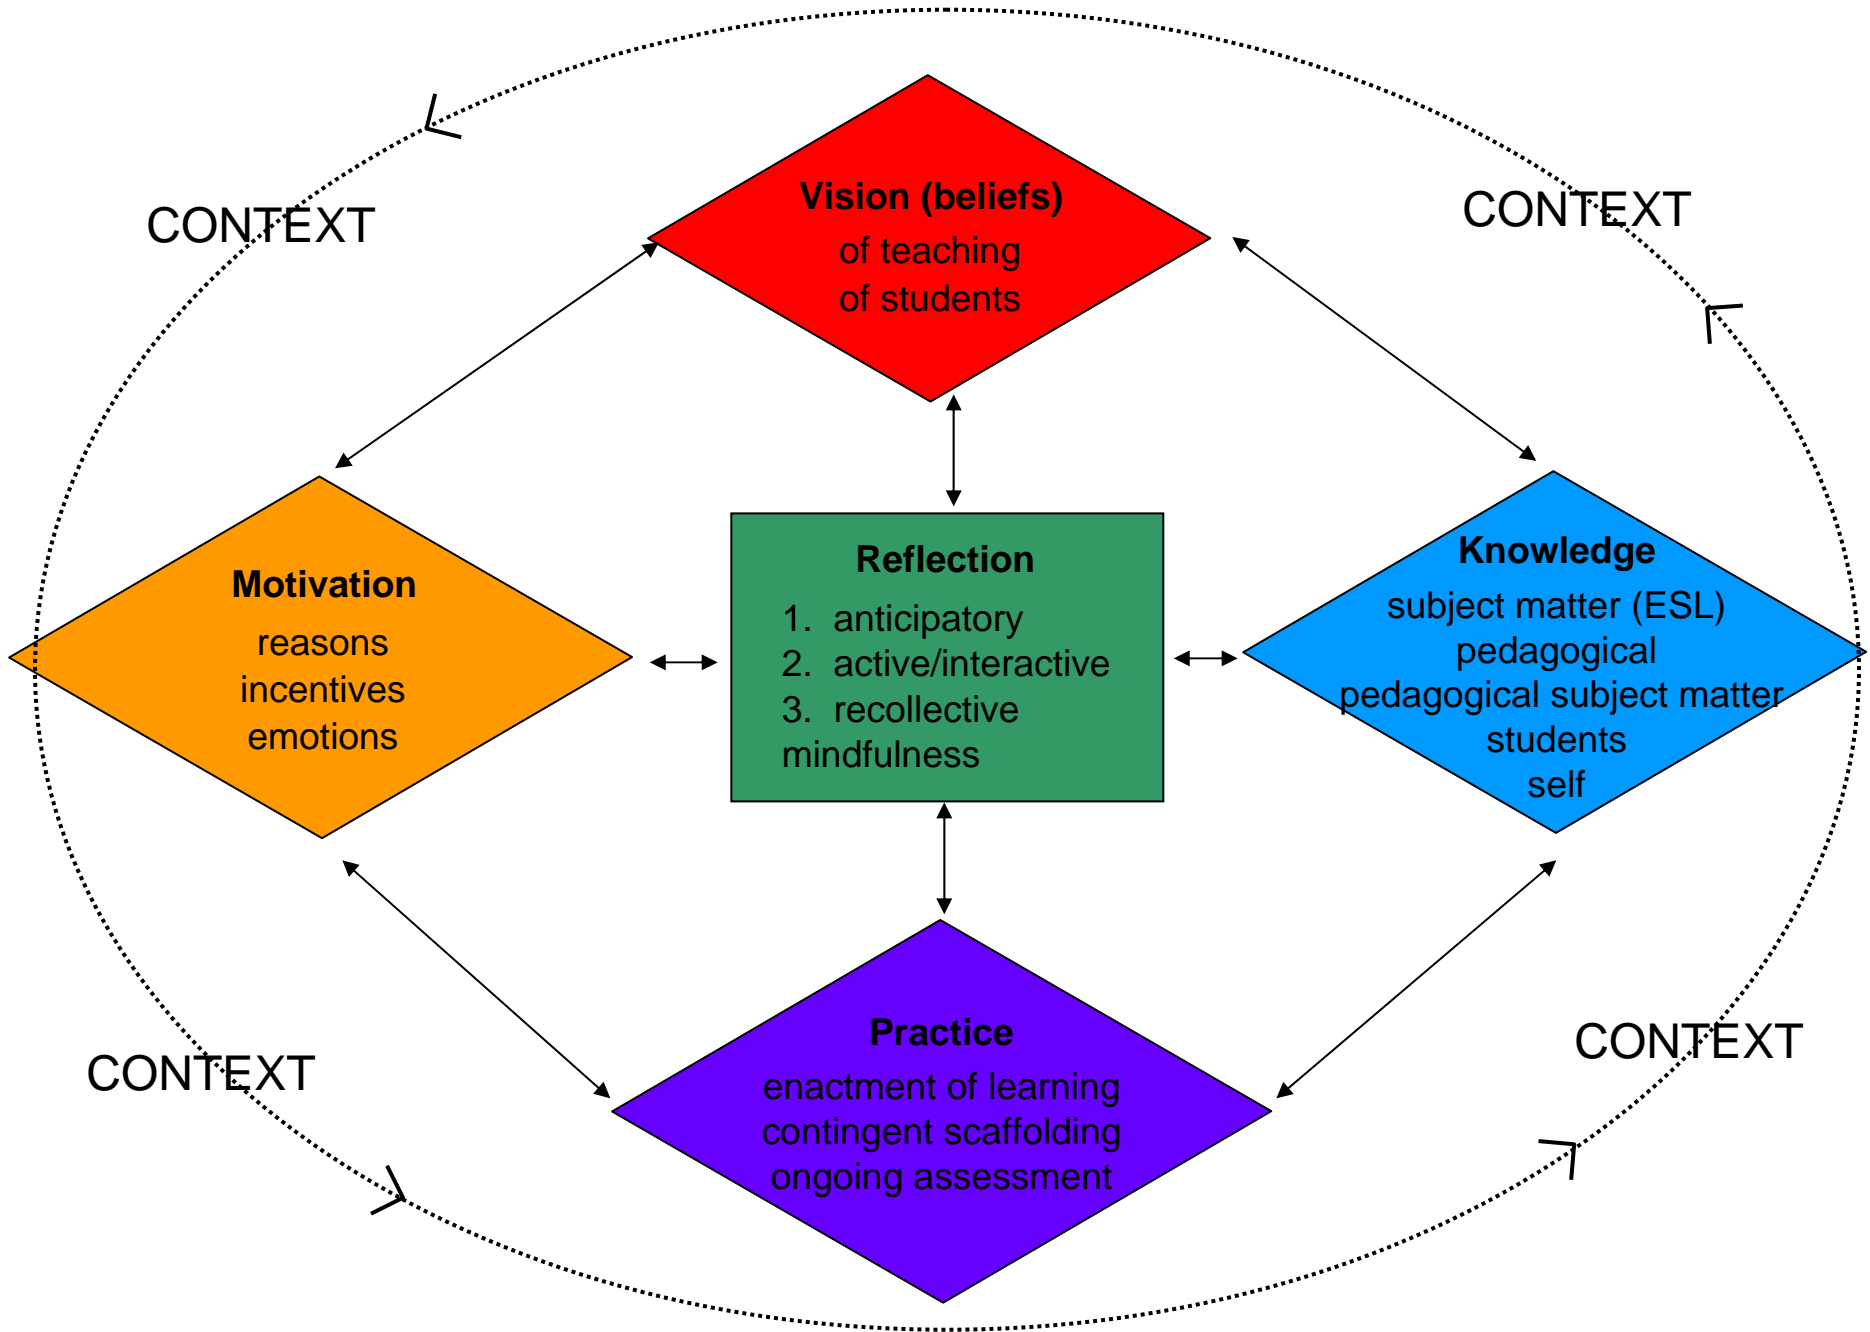 CONTEXT
CONTEXT
Vision (beliefs)
of teaching
of students
Motivation
reasons
incentives
emotions
Reflection
1. anticipatory
2. active/interactive
3. recollective
mindfulness
Knowledge
subject matter (ESL)
pedagogical
pedagogical subject matter
students
self
Practice
enactment of learning
contingent scaffolding
ongoing assessment
CONTEXT
CONTEXT